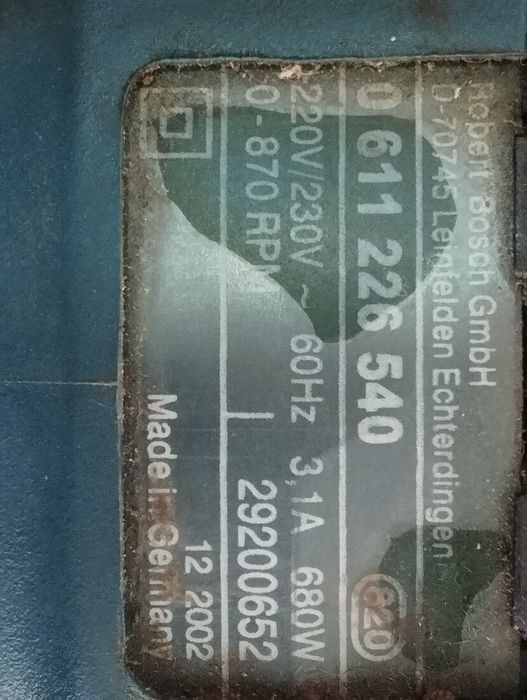 Robert Bosch GmbH
D-70745 Leinfelden Echterdingen
0 611 226 540 620
220V/230V ~ 60Hz 3,1A 680W
0 - 870 RPM 29200652
12 2002
Made in Germany